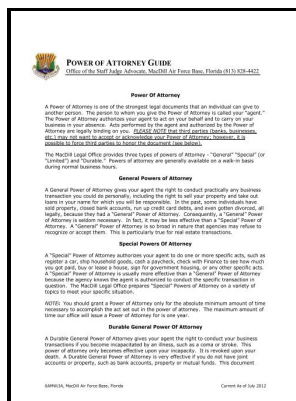 POWER OF ATTORNEY GUIDE
Office of the Staff Judge Advocate, MacDill Air Force Base, Florida (813) 828-4422
Power Of Attorney
A Power of Attorney is one of the strongest legal documents that an individual can give to
another person. The person to whom you give the Power of Attorney is called your "agent."
The Power of Attorney authorizes your agent to act on your behalf and to carry on your
business in your absence. Acts performed by the agent and authorized by the Power of
Attorney are legally binding on you. PLEASE NOTE that third parties (banks, businesses,
etc.) may not want to accept or acknowledge your Power of Attorney; however, it is
possible to force third parties to honor the document (see below).
The MacDill Legal Office provides three types of powers of Attorney – "General" "Special" (or
"Limited") and "Durable." Powers of attorney are generally available on a walk-in basis
during normal business hours.
General Powers of Attorney
A General Power of Attorney gives your agent the right to conduct practically any business
transaction you could do personally, including the right to sell your property and take out
loans in your name for which you will be responsible. In the past, some individuals have
sold property, closed bank accounts, run up credit card debts, and even gotten divorced, all
legally, because they had a "General" Power of Attorney. Consequently, a "General" Power
of Attorney is seldom necessary. In fact, it may be less effective than a "Special" Power of
Attorney. A "General" Power of Attorney is so broad in nature that agencies may refuse to
recognize or accept them. This is particularly true for real estate transactions.
Special Powers Of Attorney
A "Special" Power of Attorney authorizes your agent to do one or more specific acts, such as
register a car, ship household goods, cash a paycheck, check with Finance to see how much
you got paid, buy or lease a house, sign for government housing, or any other specific acts.
A "Special" Power of Attorney is usually more effective than a "General" Power of Attorney
because the agency knows the agent is authorized to conduct the specific transaction in
question. The MacDill Legal Office prepares "Special" Powers of Attorney on a variety of
topics to meet your specific situation.
NOTE: You should grant a Power of Attorney only for the absolute minimum amount of time
necessary to accomplish the act set out in the power of attorney. The maximum amount of
time our office will issue a Power of Attorney for is one year.
Durable General Power Of Attorney
A Durable General Power of Attorney gives your agent the right to conduct your business
transactions if you become incapacitated by an illness, such as a coma or stroke. This
power of attorney only becomes effective upon your incapacity. It is revoked upon your
death. A Durable General Power of Attorney is very effective if you do not have joint
accounts or property, such as bank accounts, property or mutual funds. This document
6AMW/JA, MacDill Air Force Base, Florida
Current As of July 2012